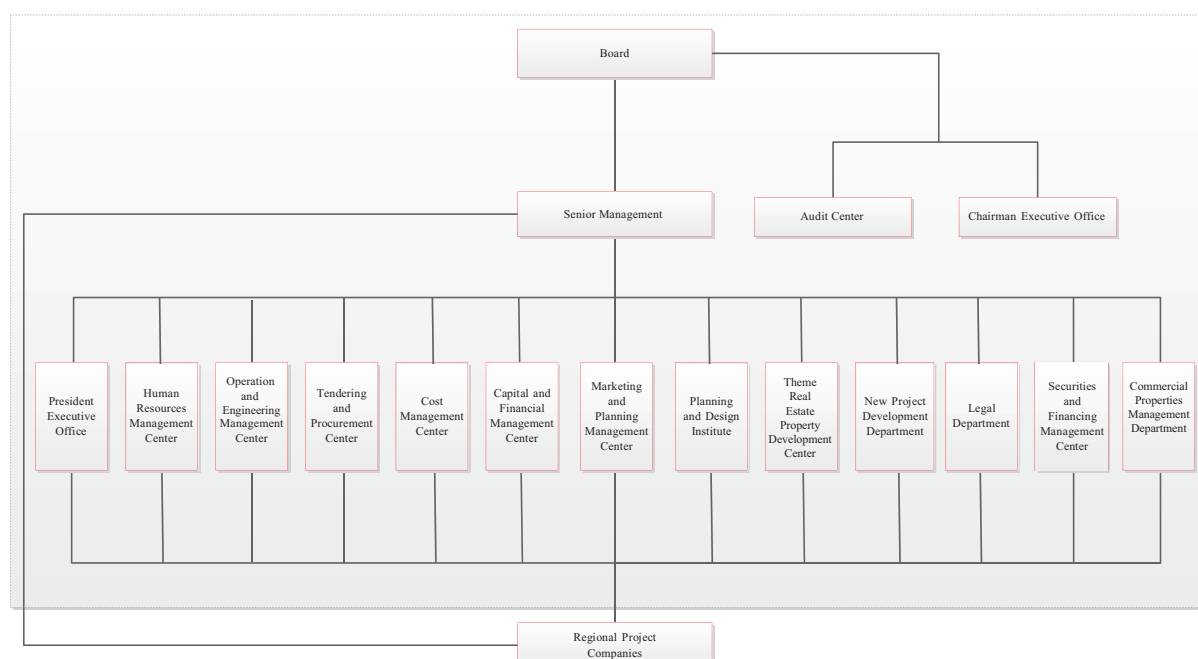 Board
Senior Management
Audit Center
Chairman Executive Office
President
Executive
Office
Human
Resources
Management
Center
Operation
and
Engineering
Management
Center
Tendering
and
Procurement
Center
Cost
Management
Center
Capital and
Financial
Management
Center
Marketing
and
Planning
Management
Center
Planning
and Design
Institute
Theme
Real
Estate
Property
Development
Center
New Project
Development
Department
Legal
Department
Securities
and
Financing
Management
Center
Commercial
Properties
Management
Department
Regional Project
Companies